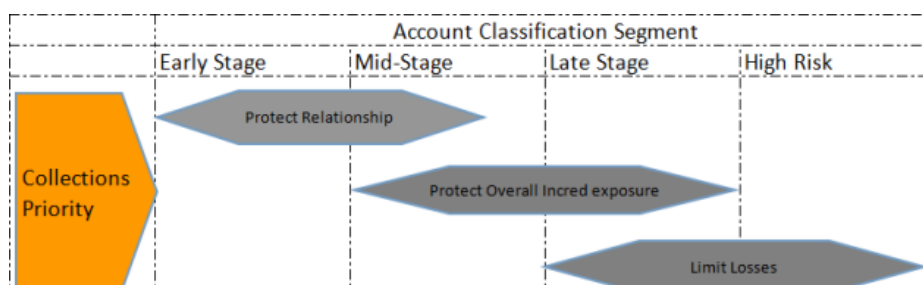 Account Classification Segment
Early Stage Mid-Stage Late Stage High Risk
Protect Relationship
Collections
Priority
Protect Overall Incred exposure
Limit Losses